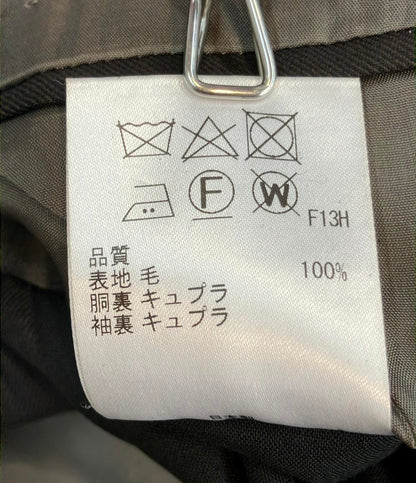 F W F13H
品質
表地 毛 100%
胴裏 キュプラ
袖裏 キュプラ